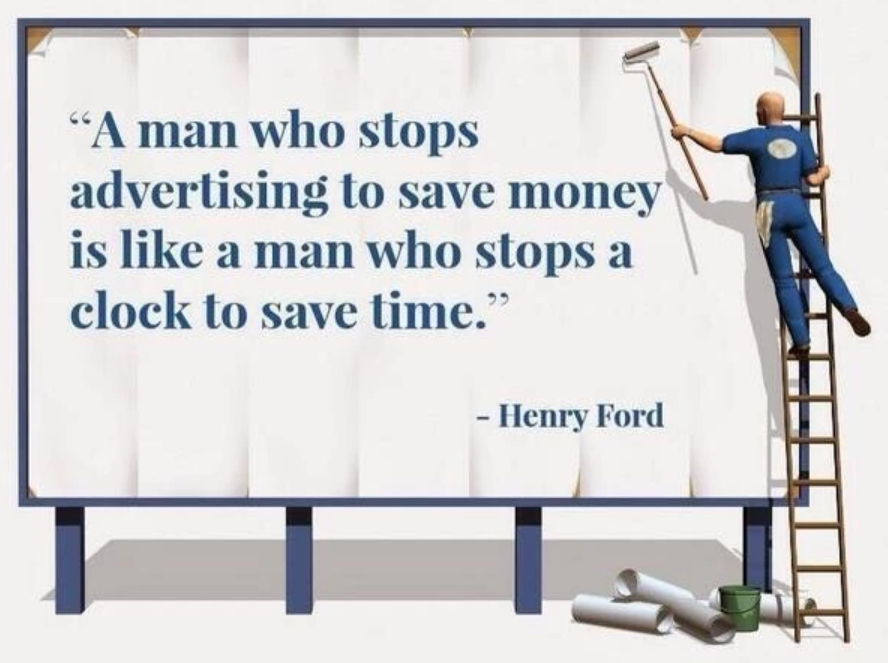 “A man who stops
advertising to save money
is like a man who stops a
clock to save time.”
- Henry Ford